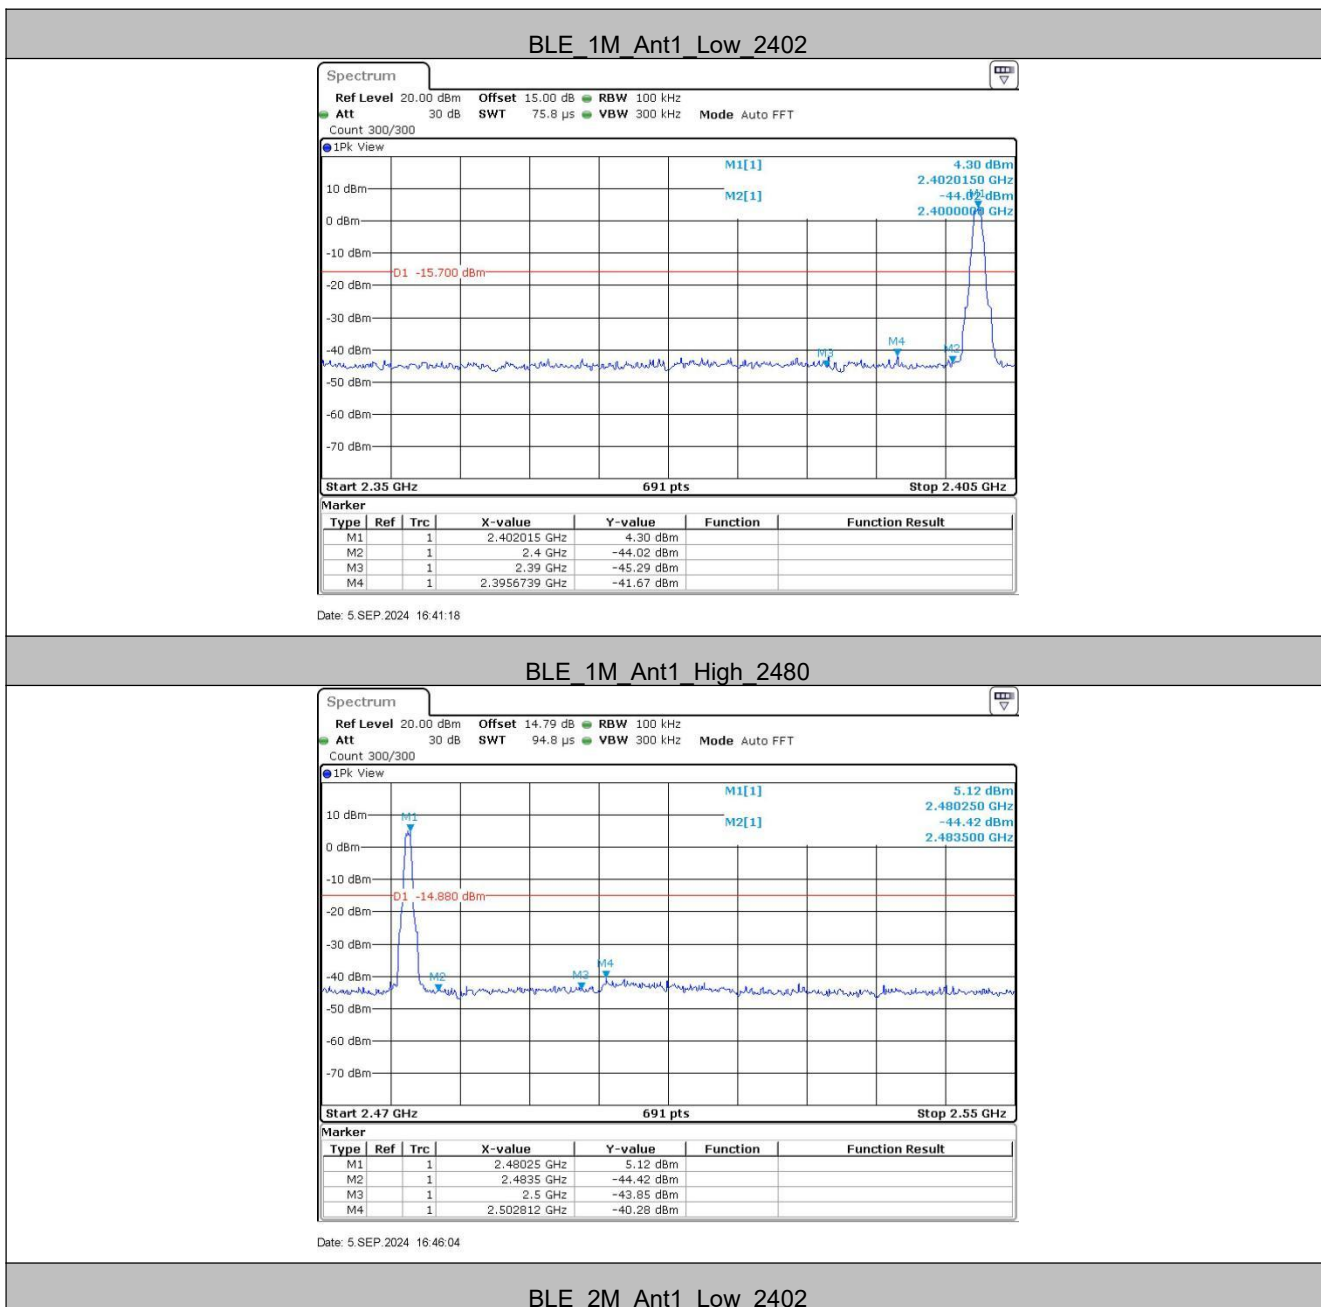 BLE_1M_Ant1_Low_2402
Spectrum
Ref Level 20.00 dBm Offset 15.00 dB RBW 100 kHz
Att 30 dB SWT 75.8 µs VBW 300 kHz Mode Auto FFT
Count 300/300
1Pk View
M1[1] 4.30 dBm
2.4020150 GHz
M2[1] -44.02 dBm
2.4000000 GHz
M1
10 dBm
0 dBm
-10 dBm
D1 -15.700 dBm
-20 dBm
-30 dBm
-40 dBm
M3 M4 M2
-50 dBm
-60 dBm
-70 dBm
Start 2.35 GHz 691 pts Stop 2.405 GHz
Marker
Type Ref Trc X-value Y-value Function Function Result
M1 1 2.402015 GHz 4.30 dBm
M2 1 2.4 GHz -44.02 dBm
M3 1 2.39 GHz -45.29 dBm
M4 1 2.3956739 GHz -41.67 dBm
Date: 5.SEP.2024 16:41:18
BLE_1M_Ant1_High_2480
Spectrum
Ref Level 20.00 dBm Offset 14.79 dB RBW 100 kHz
Att 30 dB SWT 94.8 µs VBW 300 kHz Mode Auto FFT
Count 300/300
1Pk View
M1[1] 5.12 dBm
2.480250 GHz
M2[1] -44.42 dBm
2.483500 GHz
10 dBm
M1
0 dBm
-10 dBm
D1 -14.880 dBm
-20 dBm
-30 dBm
M4
-40 dBm
M2 M3
-50 dBm
-60 dBm
-70 dBm
Start 2.47 GHz 691 pts Stop 2.55 GHz
Marker
Type Ref Trc X-value Y-value Function Function Result
M1 1 2.48025 GHz 5.12 dBm
M2 1 2.4835 GHz -44.42 dBm
M3 1 2.5 GHz -43.85 dBm
M4 1 2.502812 GHz -40.28 dBm
Date: 5.SEP.2024 16:46:04
BLE_2M_Ant1_Low_2402